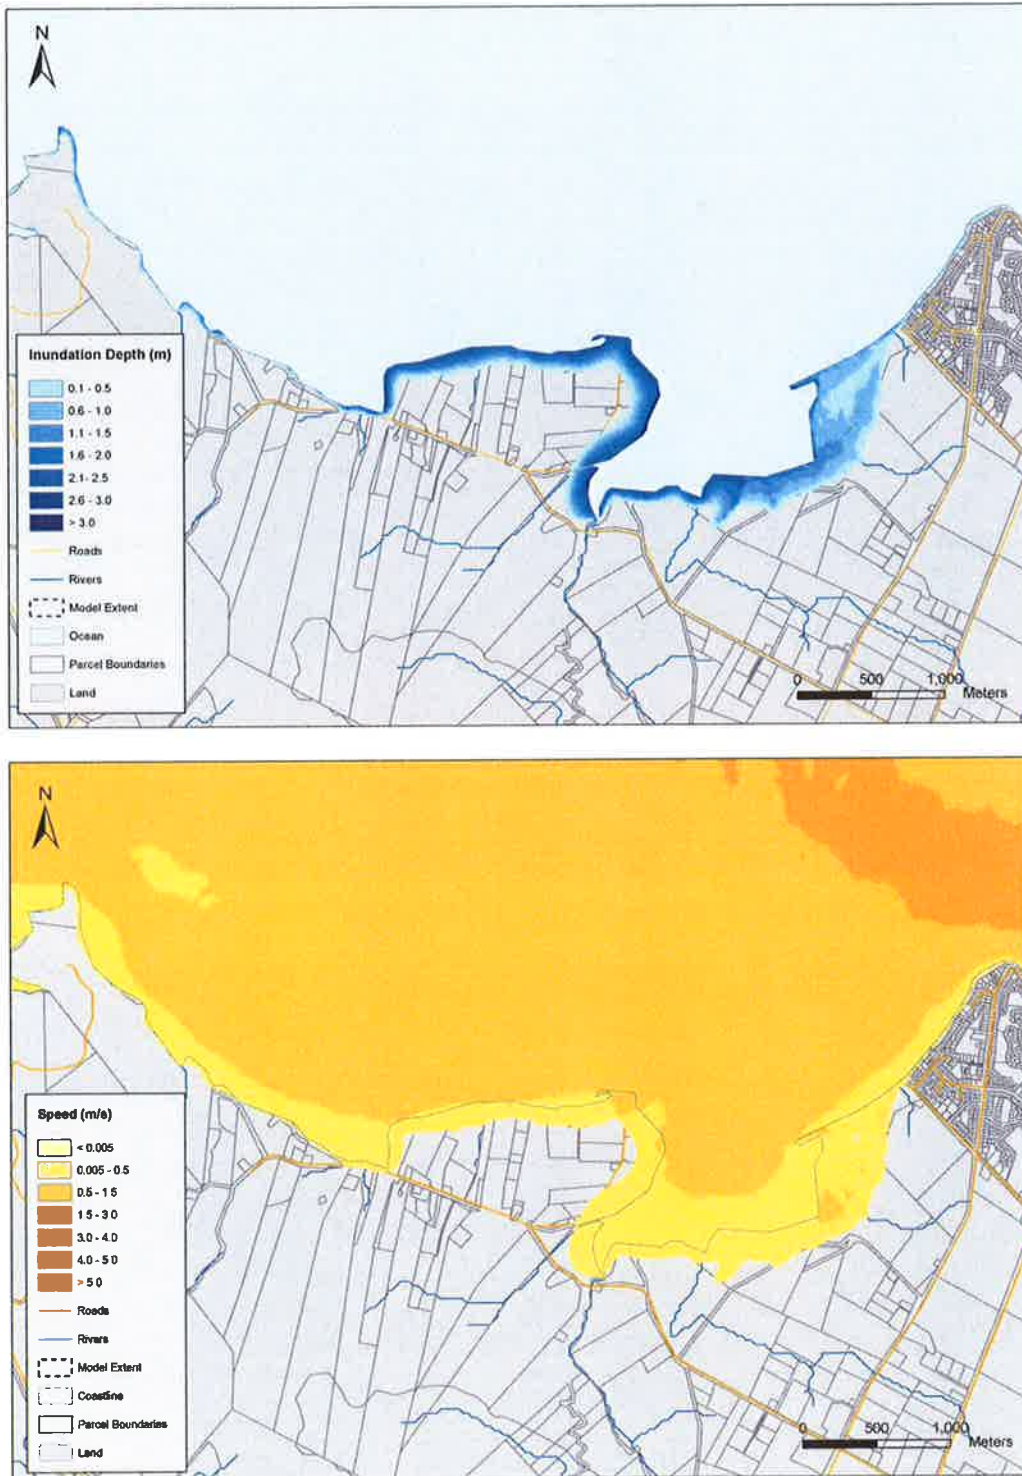 N
Inundation Depth (m)
0.1 - 0.5
0.6 - 1.0
1.1 - 1.5
1.6 - 2.0
2.1 - 2.5
2.6 - 3.0
> 3.0
Roads
Rivers
Model Extent
Ocean
Parcel Boundaries
Land
0 500 1,000
Meters
N
Speed (m/s)
< 0.005
0.005 - 0.5
0.5 - 1.5
1.5 - 3.0
3.0 - 4.0
4.0 - 5.0
> 5.0
Roads
Rivers
Model Extent
Coastline
Parcel Boundaries
Land
0 500 1,000
Meters